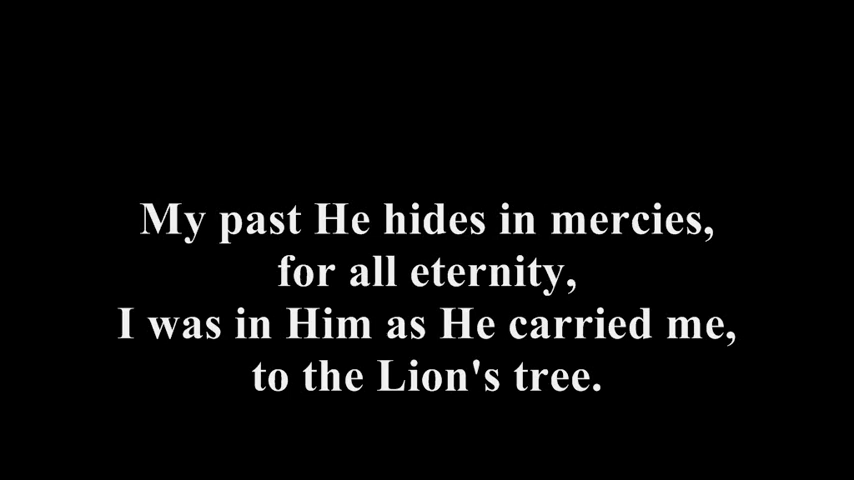 My past He hides in mercies,
for all eternity,
I was in Him as He carried me,
to the Lion's tree.